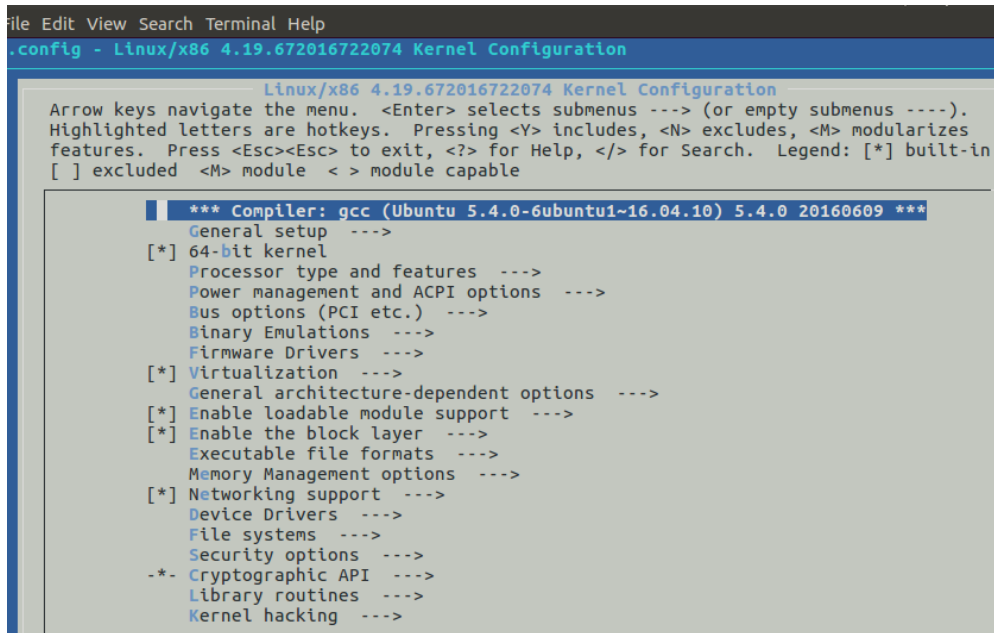 File Edit View Search Terminal Help
.config - Linux/x86 4.19.672016722074 Kernel Configuration
Linux/x86 4.19.672016722074 Kernel Configuration
Arrow keys navigate the menu. <Enter> selects submenus ---> (or empty submenus ----).
Highlighted letters are hotkeys. Pressing <Y> includes, <N> excludes, <M> modularizes
features. Press <Esc><Esc> to exit, <?> for Help, </> for Search. Legend: [*] built-in
[ ] excluded <M> module < > module capable
*** Compiler: gcc (Ubuntu 5.4.0-6ubuntu1~16.04.10) 5.4.0 20160609 ***
General setup --->
[*] 64-bit kernel
Processor type and features --->
Power management and ACPI options --->
Bus options (PCI etc.) --->
Binary Emulations --->
Firmware Drivers --->
[*] Virtualization --->
General architecture-dependent options --->
[*] Enable loadable module support --->
[*] Enable the block layer --->
Executable file formats --->
Memory Management options --->
[*] Networking support --->
Device Drivers --->
File systems --->
Security options --->
-*- Cryptographic API --->
Library routines --->
Kernel hacking --->